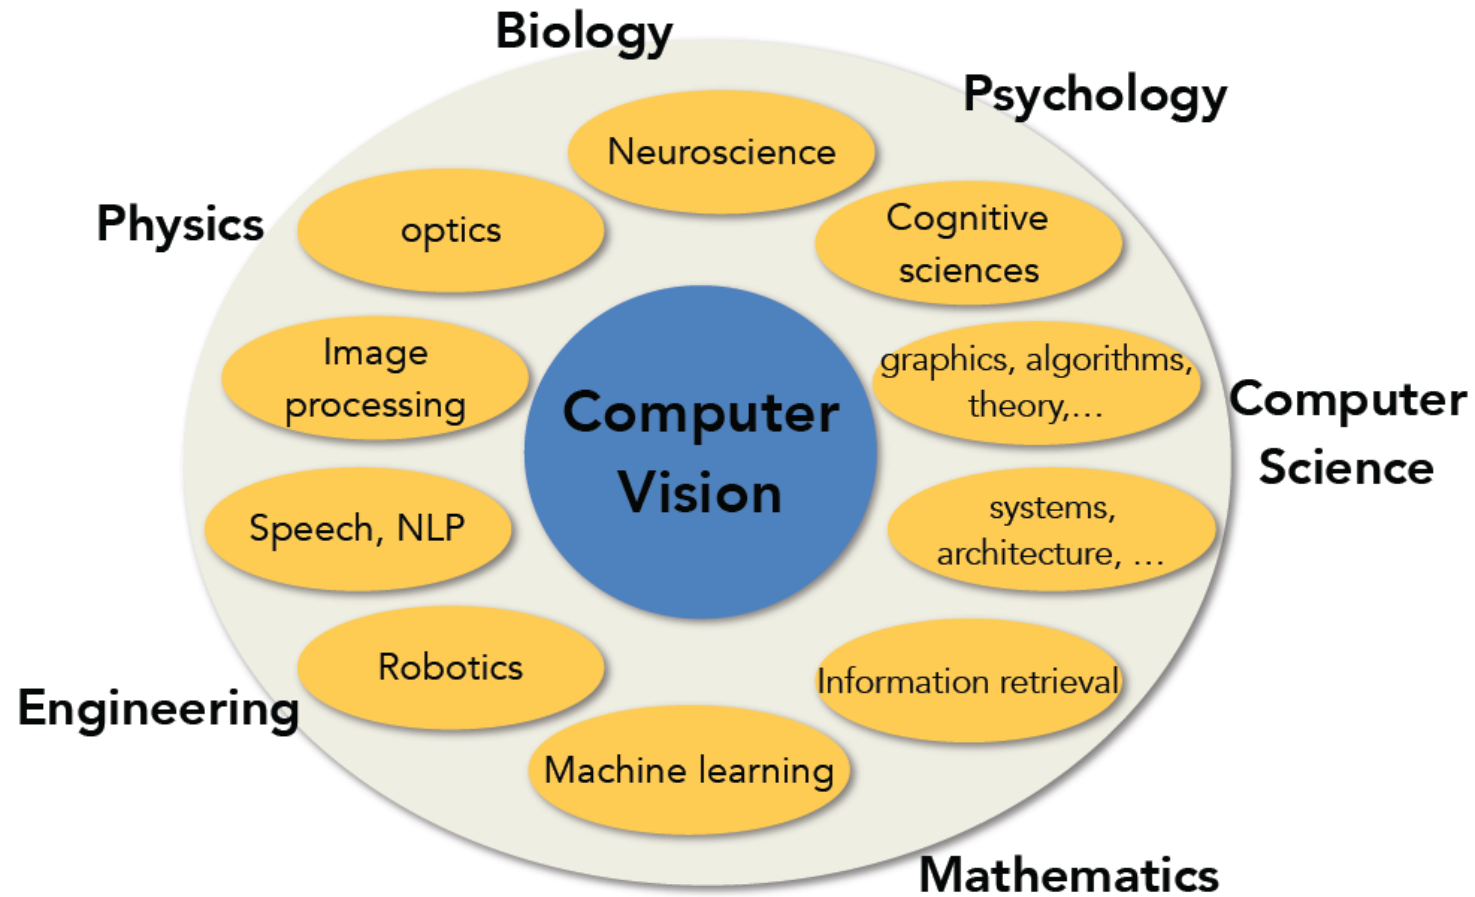 Biology
Psychology
Neuroscience
Physics
optics
Cognitive
sciences
Image
processing
Computer
Vision
graphics, algorithms,
theory,...
Computer
Science
Speech, NLP
systems,
architecture, ...
Robotics
Information retrieval
Engineering
Machine learning
Mathematics